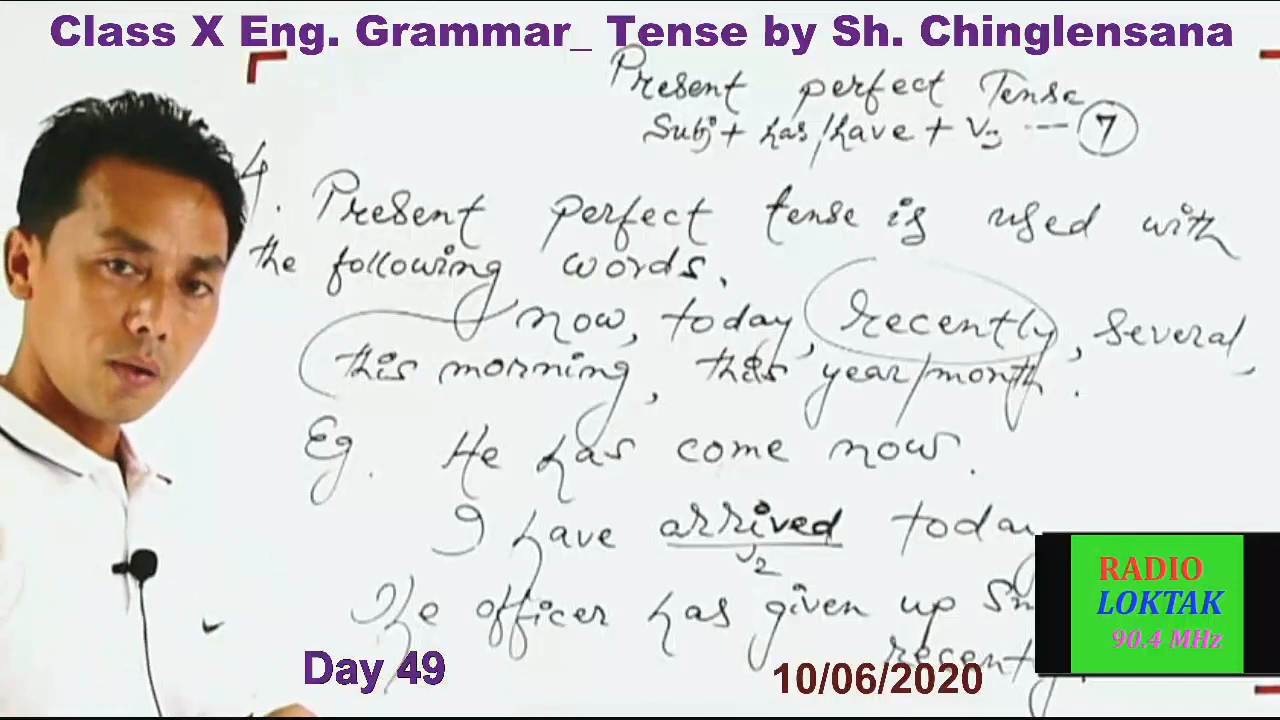 Class X Eng. Grammar_ Tense by Sh. Chinglensana
Present perfect Tense
Subj + has/have + V3 --- 7
4. Present perfect tense is used with
the following words.
now, today, recently, several,
this morning, this year/month.
Eg. He has come now.
I have arrived today
The officer has given up
recently
RADIO
LOKTAK
90.4 MHz
Day 49
10/06/2020